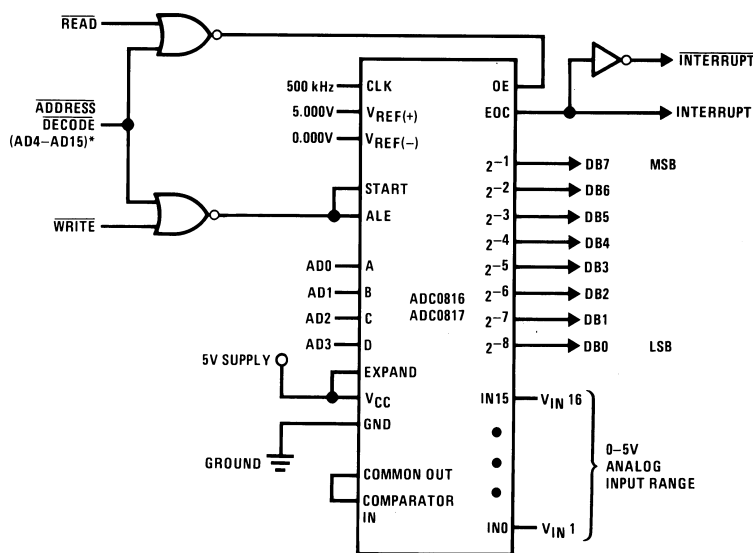 READ
ADDRESS
DECODE
(AD4–AD15)*
WRITE
500 kHz
5.000V
0.000V
AD0
AD1
AD2
AD3
5V SUPPLY
GROUND
CLK
VREF(+)
VREF(−)
START
ALE
A
B
C
D
EXPAND
VCC
GND
COMMON OUT
COMPARATOR
IN
ADC0816
ADC0817
OE
EOC
2−1
2−2
2−3
2−4
2−5
2−6
2−7
2−8
IN15
IN0
INTERRUPT
INTERRUPT
DB7 MSB
DB6
DB5
DB4
DB3
DB2
DB1
DB0 LSB
VIN 16
VIN 1
0–5V
ANALOG
INPUT RANGE